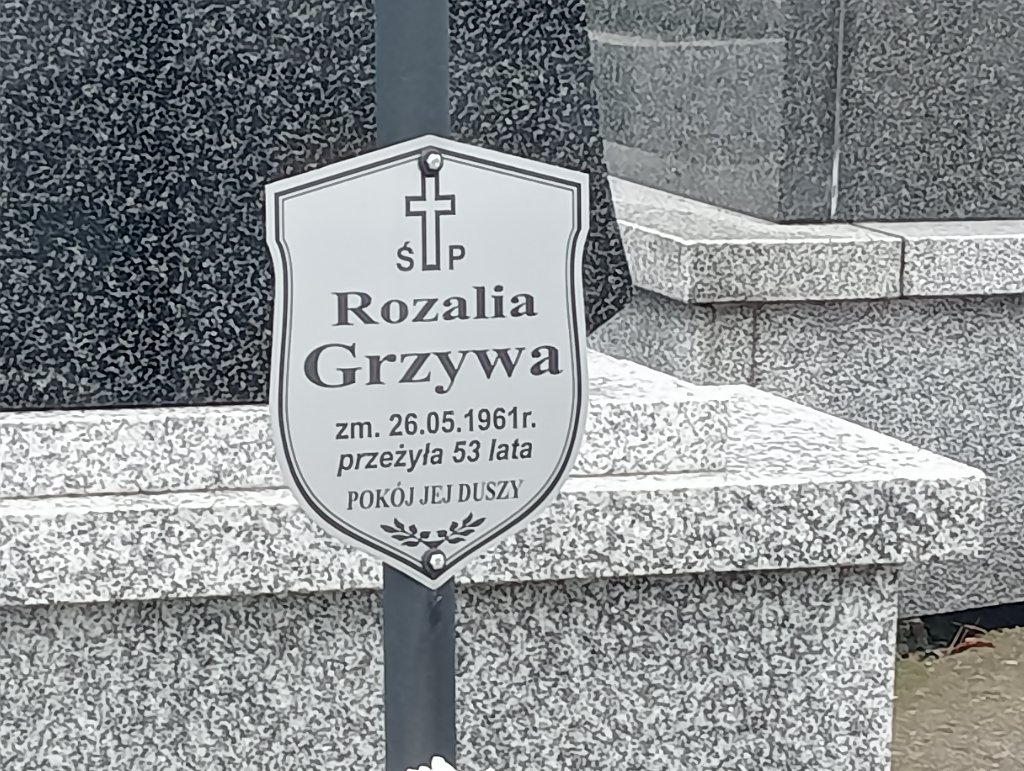 Ś P
Rozalia
Grzywa
zm. 26.05.1961r.
przeżyła 53 lata
POKÓJ JEJ DUSZY